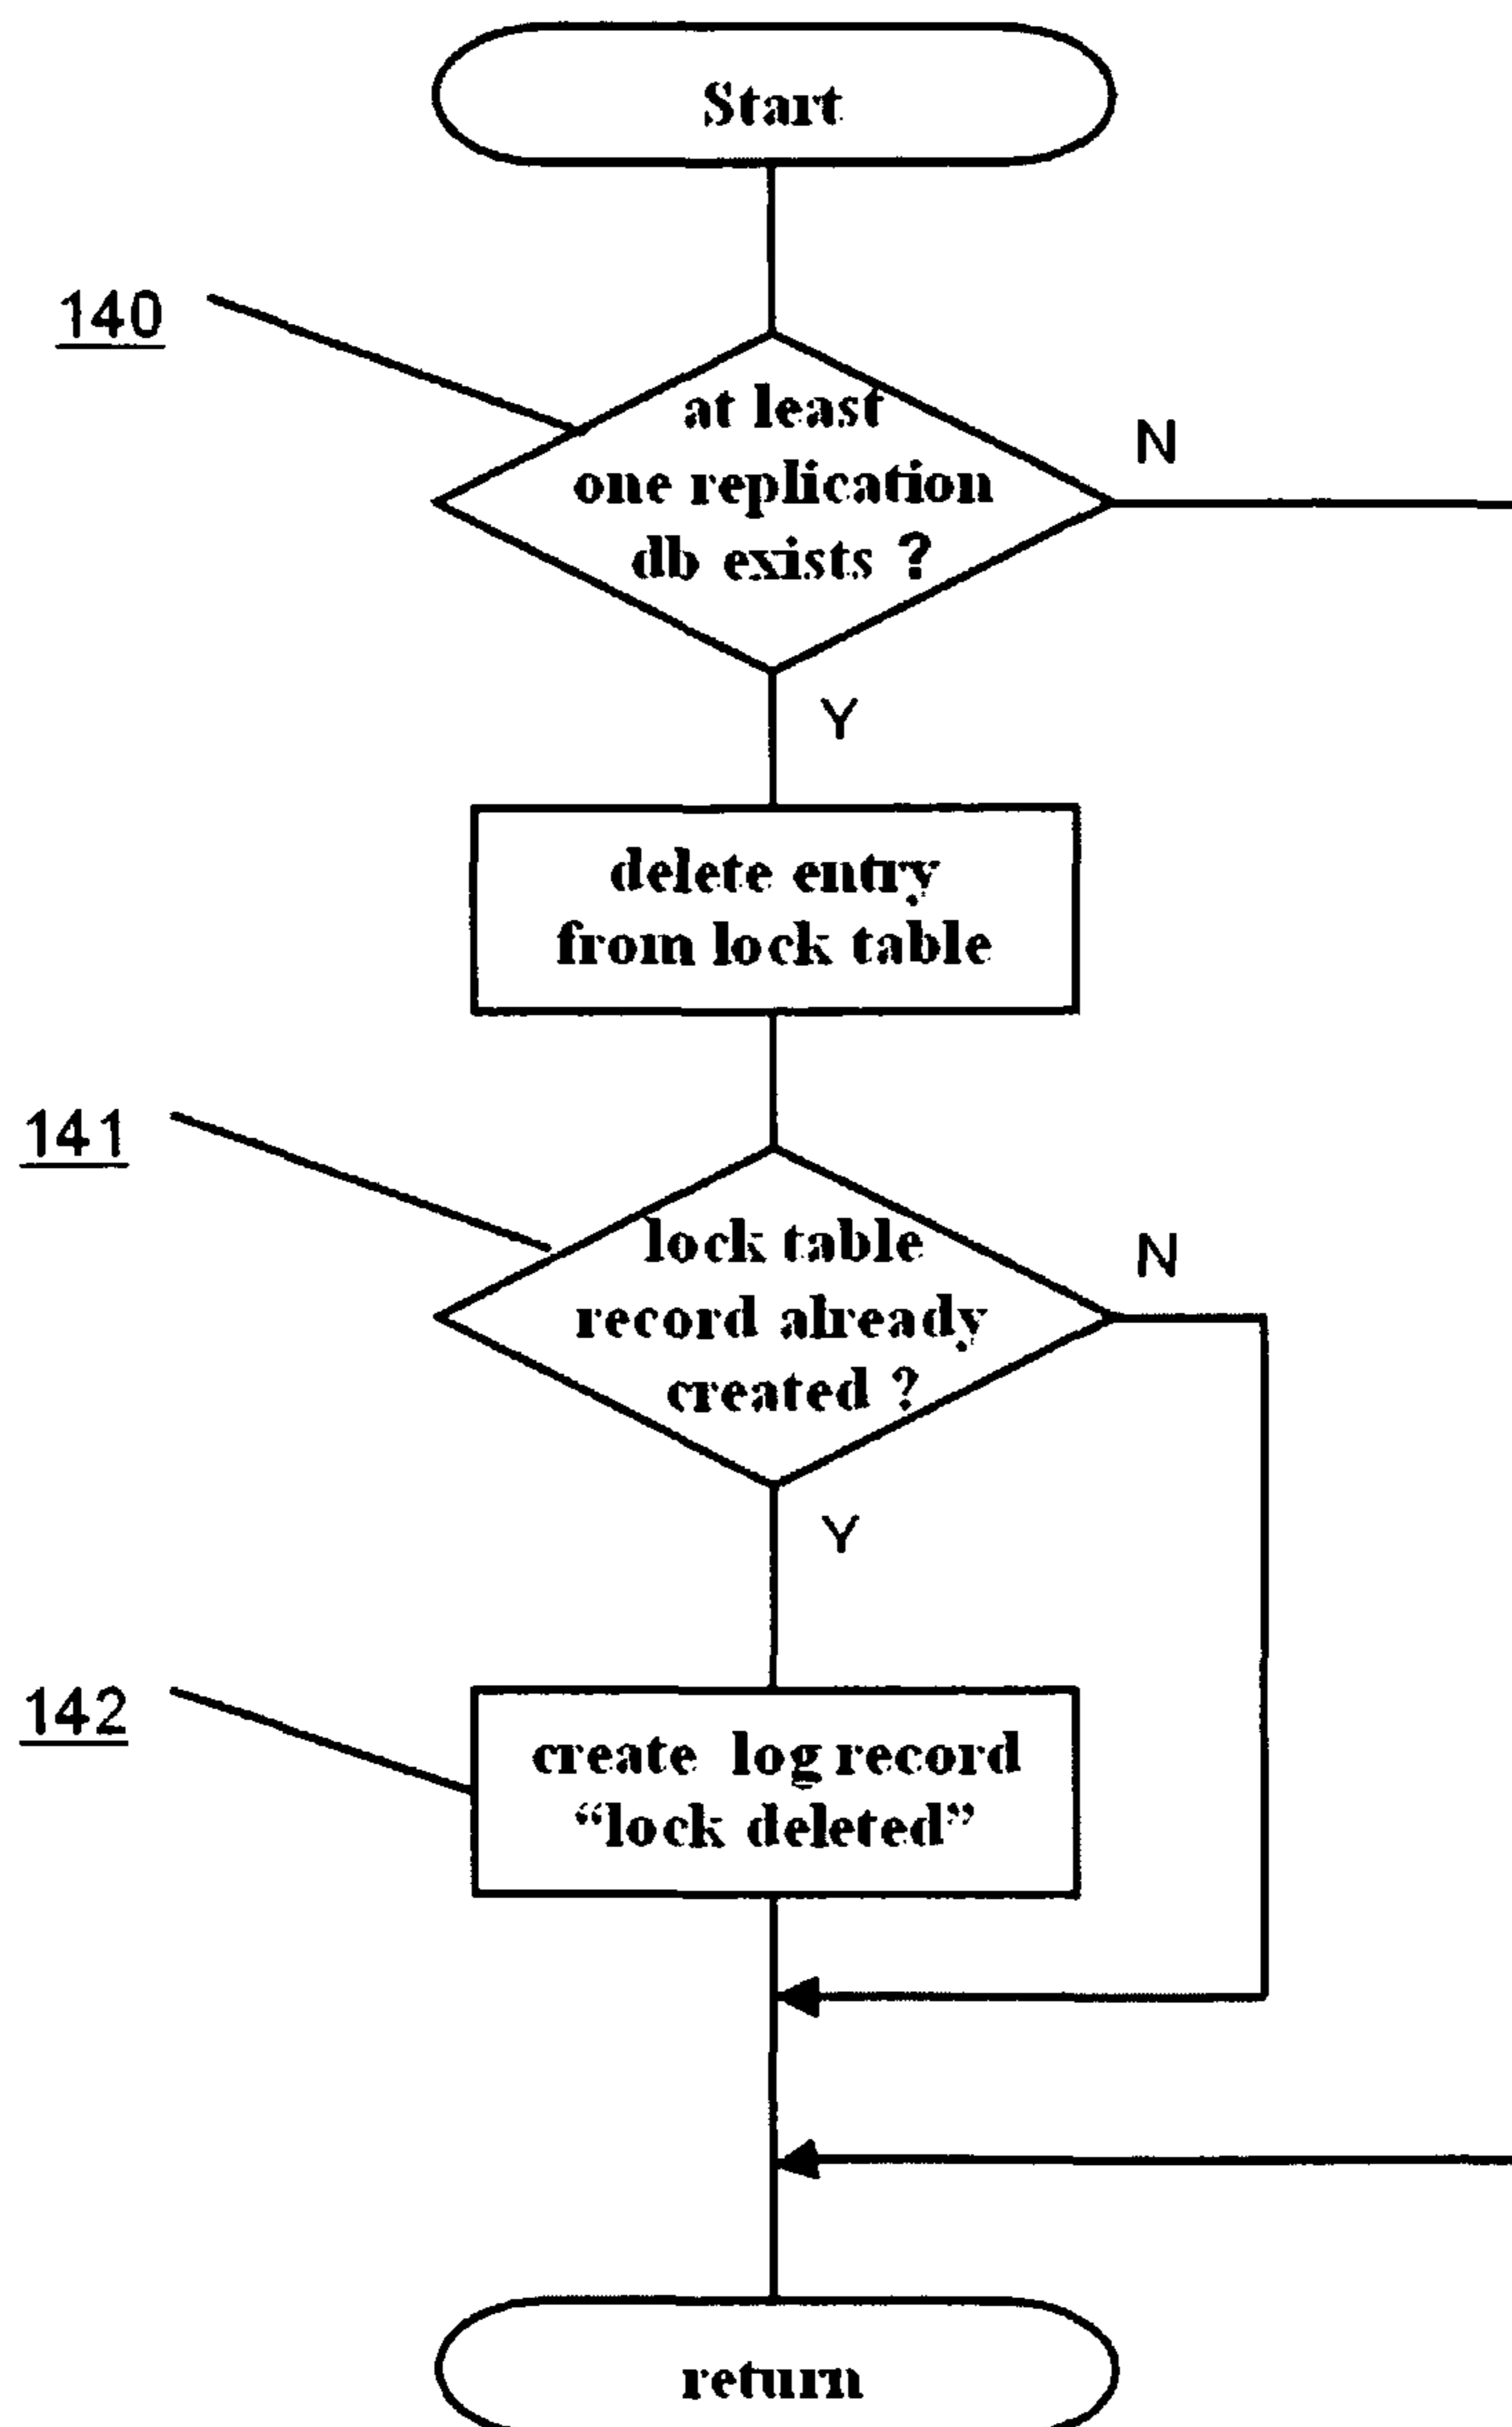 Start
140
at least
one replication
db exists ?
N
Y
delete entry
from lock table
141
lock table
record already
created ?
N
Y
142
create log record
“lock deleted”
return